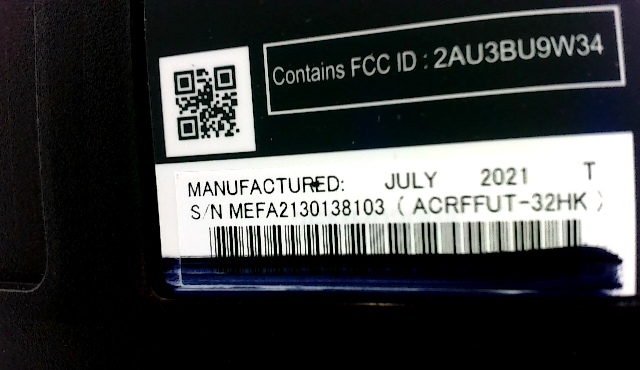 Contains FCC ID : 2AU3BU9W34
MANUFACTURED: JULY 2021 T
S/N MEFA2130138103 ( ACRFFUT-32HK )